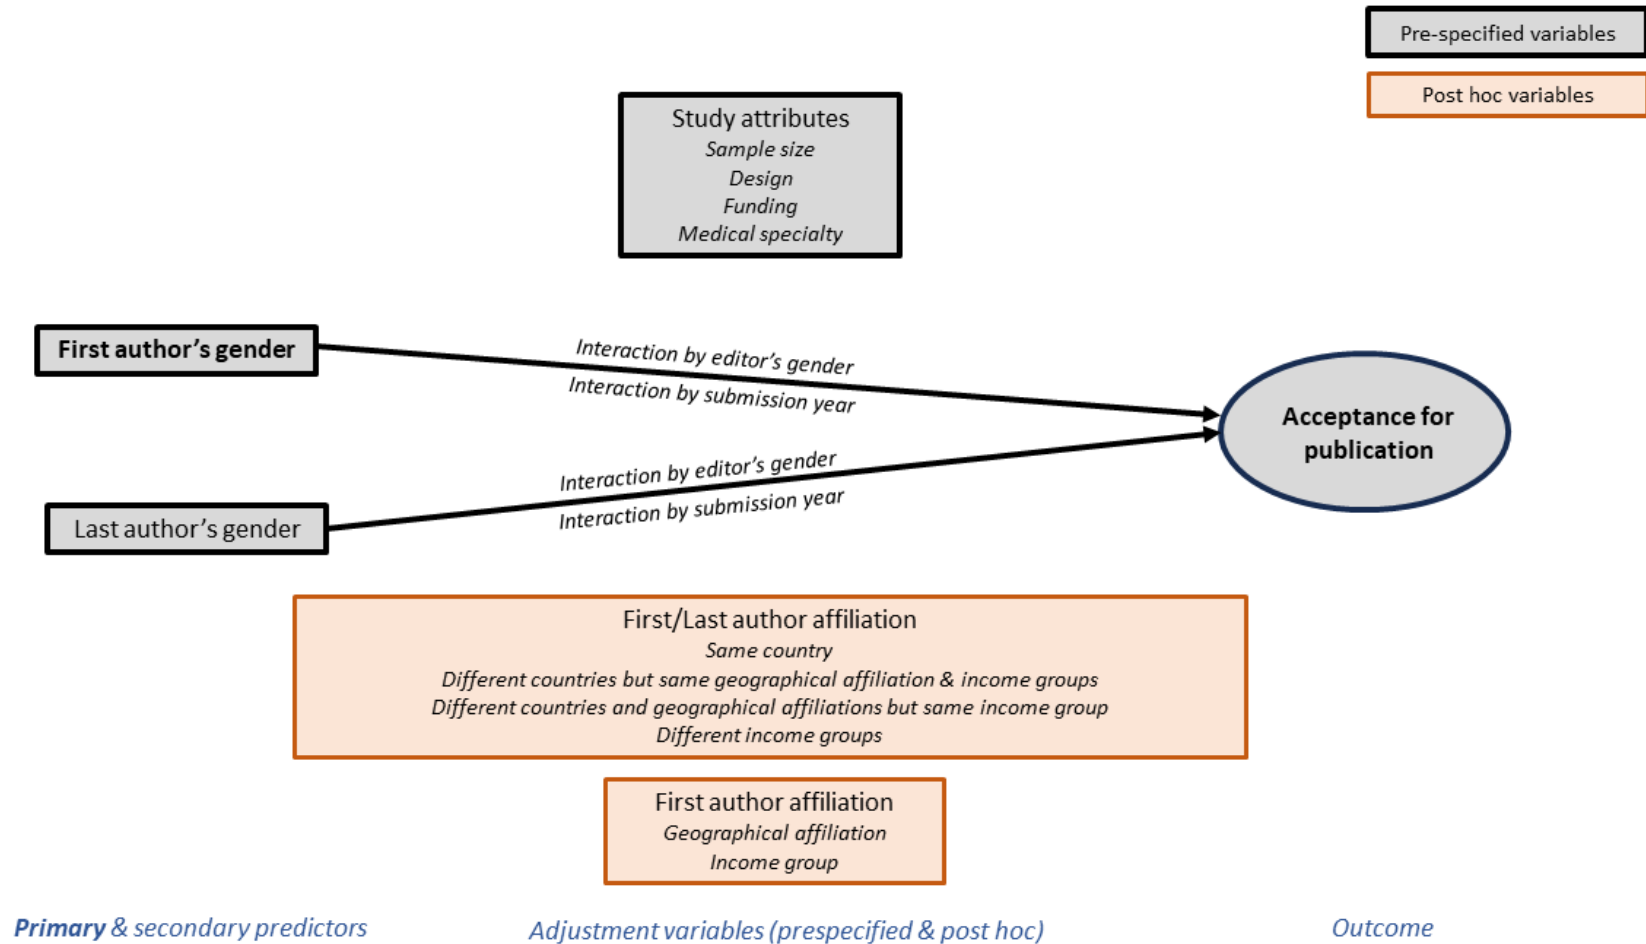 Pre-specified variables
Post hoc variables
Study attributes
Sample size
Design
Funding
Medical specialty
First author’s gender
Interaction by editor’s gender
Interaction by submission year
Acceptance for
publication
Last author’s gender
Interaction by editor’s gender
Interaction by submission year
First/Last author affiliation
Same country
Different countries but same geographical affiliation & income groups
Different countries and geographical affiliations but same income group
Different income groups
First author affiliation
Geographical affiliation
Income group
Primary & secondary predictors
Adjustment variables (prespecified & post hoc)
Outcome